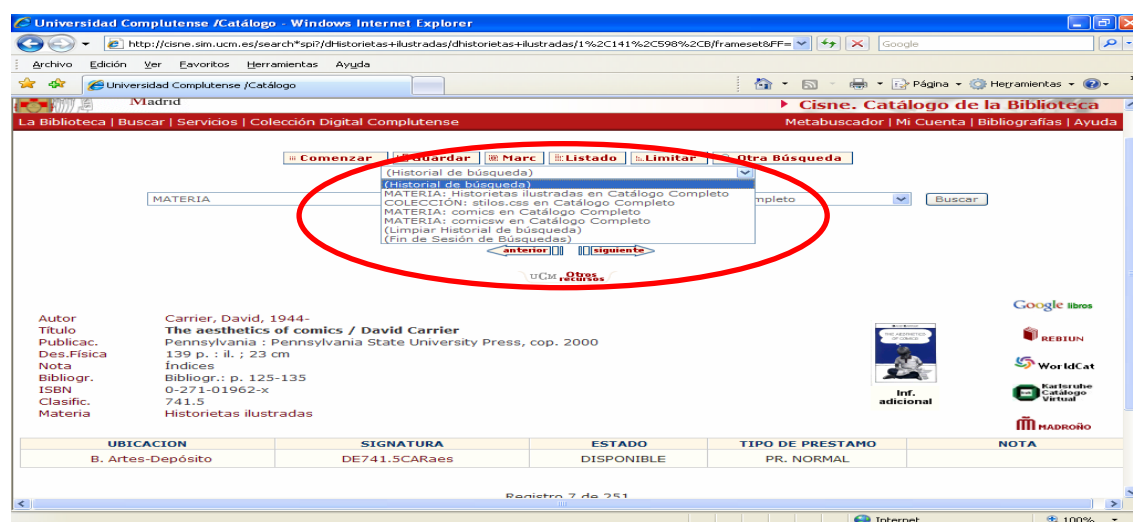 Universidad Complutense /Catálogo - Windows Internet Explorer
http://cisne.sim.ucm.es/search*spi?/dHistorietas+ilustradas/dhistorietas+ilustradas/1%2C141%2C598%2CB/frameset&FF=
Google
Archivo Edición Ver Favoritos Herramientas Ayuda
Universidad Complutense /Catálogo
Página Herramientas
Madrid
Cisne. Catálogo de la Biblioteca
La Biblioteca | Buscar | Servicios | Colección Digital Complutense
Metabuscador | Mi Cuenta | Bibliografías | Ayuda
Comenzar Guardar Marc Listado Limitar Otra Búsqueda
(Historial de búsqueda)
(Historial de búsqueda)
MATERIA: Historietas ilustradas en Catálogo Completo
COLECCIÓN: stilos.css en Catálogo Completo
MATERIA: comics en Catálogo Completo
MATERIA: comicsw en Catálogo Completo
(Limpiar Historial de búsqueda)
(Fin de Sesión de Búsquedas)
MATERIA
mpleto
Buscar
anterior siguiente
UCM Otros recursos
Google libros
REBIUN
WorldCat
Karlsruhe Catálogo Virtual
MADROÑO
Autor Carrier, David, 1944-
Título The aesthetics of comics / David Carrier
Publicac. Pennsylvania : Pennsylvania State University Press, cop. 2000
Des.Física 139 p. : il. ; 23 cm
Nota Índices
Bibliogr. Bibliogr.: p. 125-135
ISBN 0-271-01962-x
Clasific. 741.5
Materia Historietas ilustradas
Inf. adicional
UBICACION SIGNATURA ESTADO TIPO DE PRESTAMO NOTA
B. Artes-Depósito DE741.5CARaes DISPONIBLE PR. NORMAL
Registro 7 de 251
Internet 100%